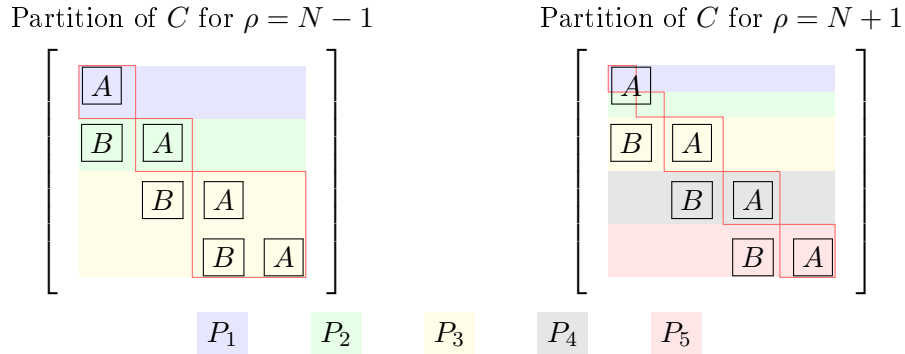 Partition of C for ρ = N − 1
Partition of C for ρ = N + 1
A
B A
B A
B A
A
B A
B A
B A
P₁ P₂ P₃ P₄ P₅